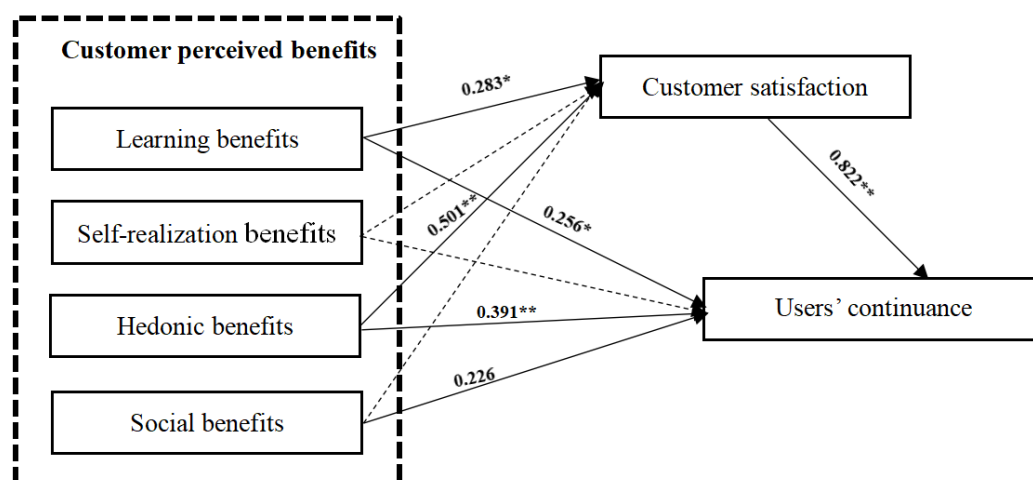 Customer perceived benefits
Learning benefits
Self-realization benefits
Hedonic benefits
Social benefits
0.283*
0.501**
0.256*
0.391**
0.226
Customer satisfaction
0.822**
Users’ continuance